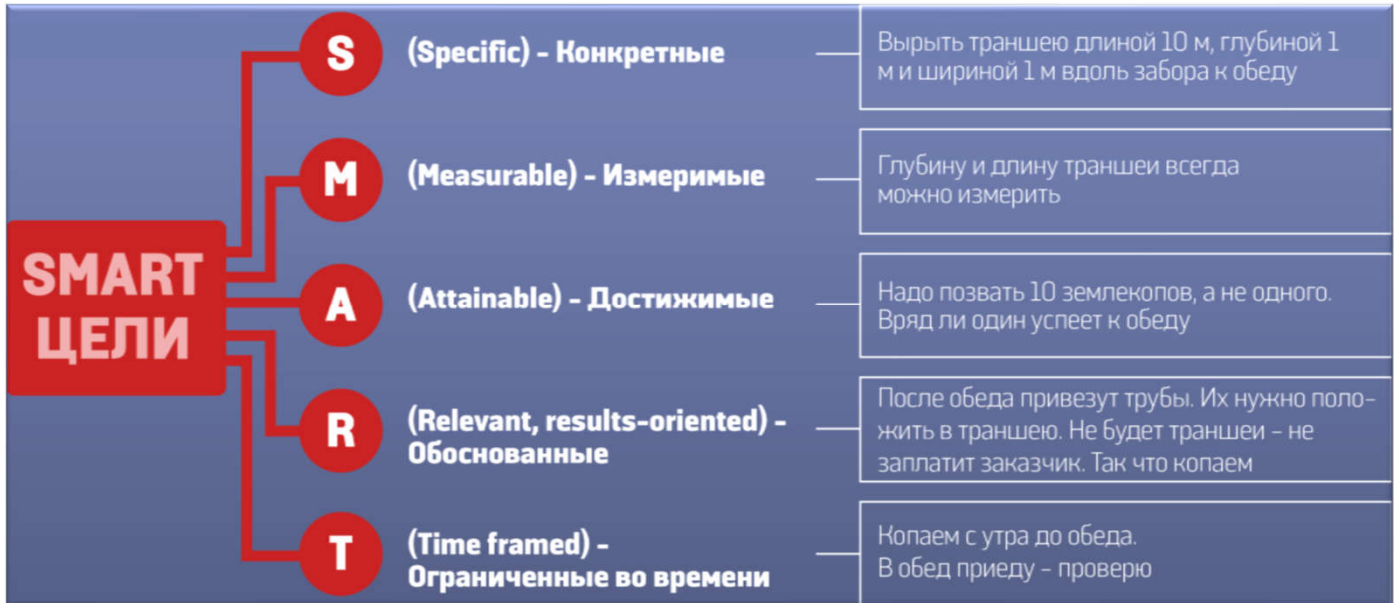 SMART
ЦЕЛИ
S
(Specific) – Конкретные
Вырыть траншею длиной 10 м, глубиной 1
м и шириной 1 м вдоль забора к обеду
M
(Measurable) – Измеримые
Глубину и длину траншеи всегда
можно измерить
A
(Attainable) – Достижимые
Надо позвать 10 землекопов, а не одного.
Вряд ли один успеет к обеду
R
(Relevant, results-oriented) –
Обоснованные
После обеда привезут трубы. Их нужно поло-
жить в траншею. Не будет траншеи – не
заплатит заказчик. Так что копаем
T
(Time framed) –
Ограниченные во времени
Копаем с утра до обеда.
В обед приеду – проверю